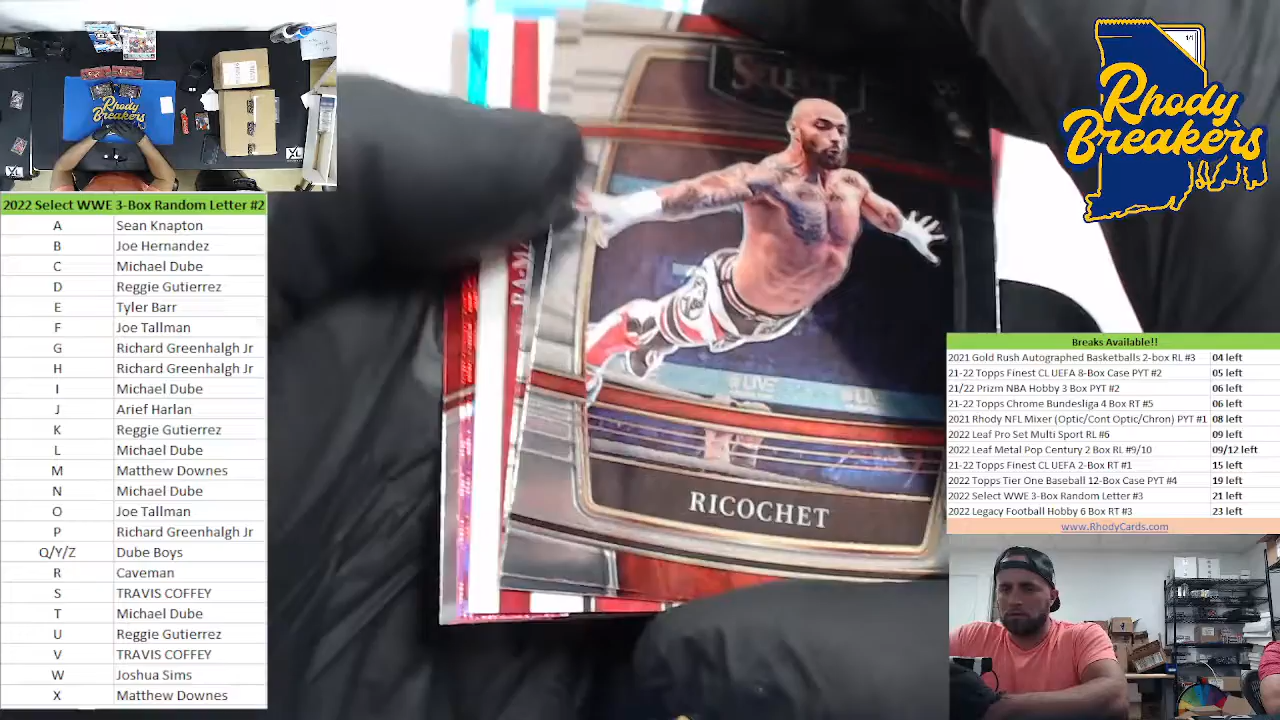 2022 Select WWE 3-Box Random Letter #2
A Sean Knapton
B Joe Hernandez
C Michael Dube
D Reggie Gutierrez
E Tyler Barr
F Joe Tallman
G Richard Greenhalgh Jr
H Richard Greenhalgh Jr
I Michael Dube
J Arief Harlan
K Reggie Gutierrez
L Michael Dube
M Matthew Downes
N Michael Dube
O Joe Tallman
P Richard Greenhalgh Jr
Q/Y/Z Dube Boys
R Caveman
S TRAVIS COFFEY
T Michael Dube
U Reggie Gutierrez
V TRAVIS COFFEY
W Joshua Sims
X Matthew Downes
Rhody
Breakers
SELECT
LIVE
LIVE
RICOCHET
Rhody
Breakers
Breaks Available!!
2021 Gold Rush Autographed Basketballs 2-box RL #3 04 left
21-22 Topps Finest CL UEFA 8-Box Case PYT #2 05 left
21/22 Prizm NBA Hobby 3 Box PYT #2 06 left
21-22 Topps Chrome Bundesliga 4 Box RT #5 06 left
2021 Rhody NFL Mixer (Optic/Cont Optic/Chron) PYT #1 08 left
2022 Leaf Pro Set Multi Sport RL #6 09 left
2022 Leaf Metal Pop Century 2 Box RL #9/10 09/12 left
21-22 Topps Finest CL UEFA 2-Box RT #1 15 left
2022 Topps Tier One Baseball 12-Box Case PYT #4 19 left
2022 Select WWE 3-Box Random Letter #3 21 left
2022 Legacy Football Hobby 6 Box RT #3 23 left
www.RhodyCards.com